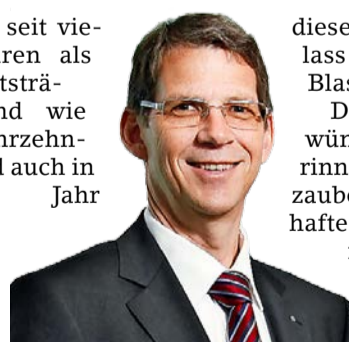 seit vie-
ren als
tsträ-
nd wie
hrzehn-
l auch in
Jahr
diese
lass
Blas
D
wün
rinn
zaube
hafte